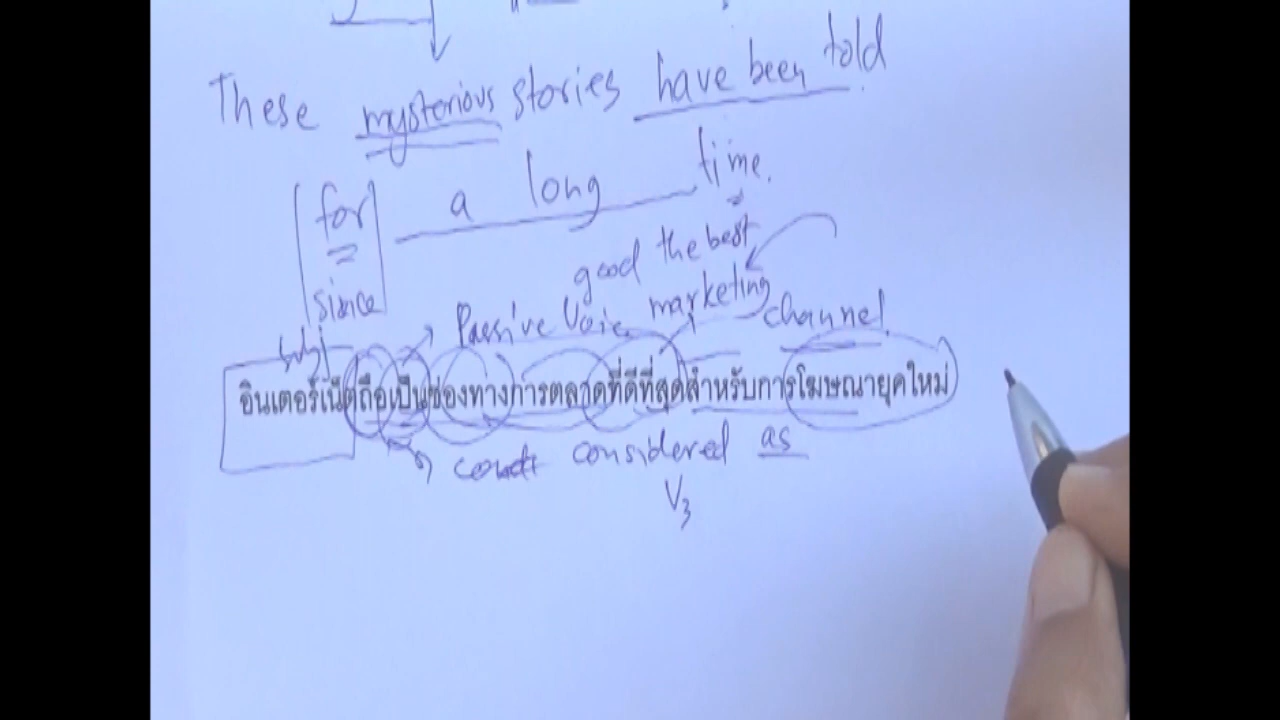 These mysterious stories have been told
for a long time.
since
good the best
Passive Voice marketing channel
subj
อินเตอร์เน็ตถือเป็นช่องทางการตลาดที่ดีที่สุดสำหรับการโฆษณายุคใหม่
considered as
V3